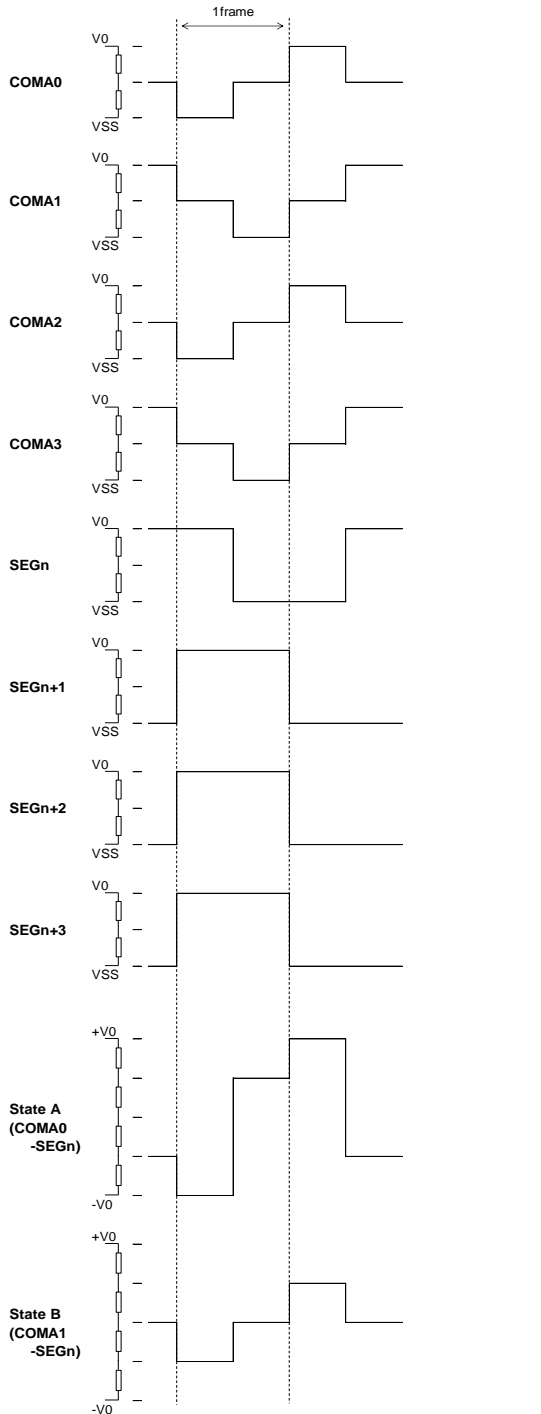 1frame
V0
COMA0
VSS
V0
COMA1
VSS
V0
COMA2
VSS
V0
COMA3
VSS
V0
SEGn
VSS
V0
SEGn+1
VSS
V0
SEGn+2
VSS
V0
SEGn+3
VSS
+V0
State A
(COMA0
-SEGn)
-V0
+V0
State B
(COMA1
-SEGn)
-V0